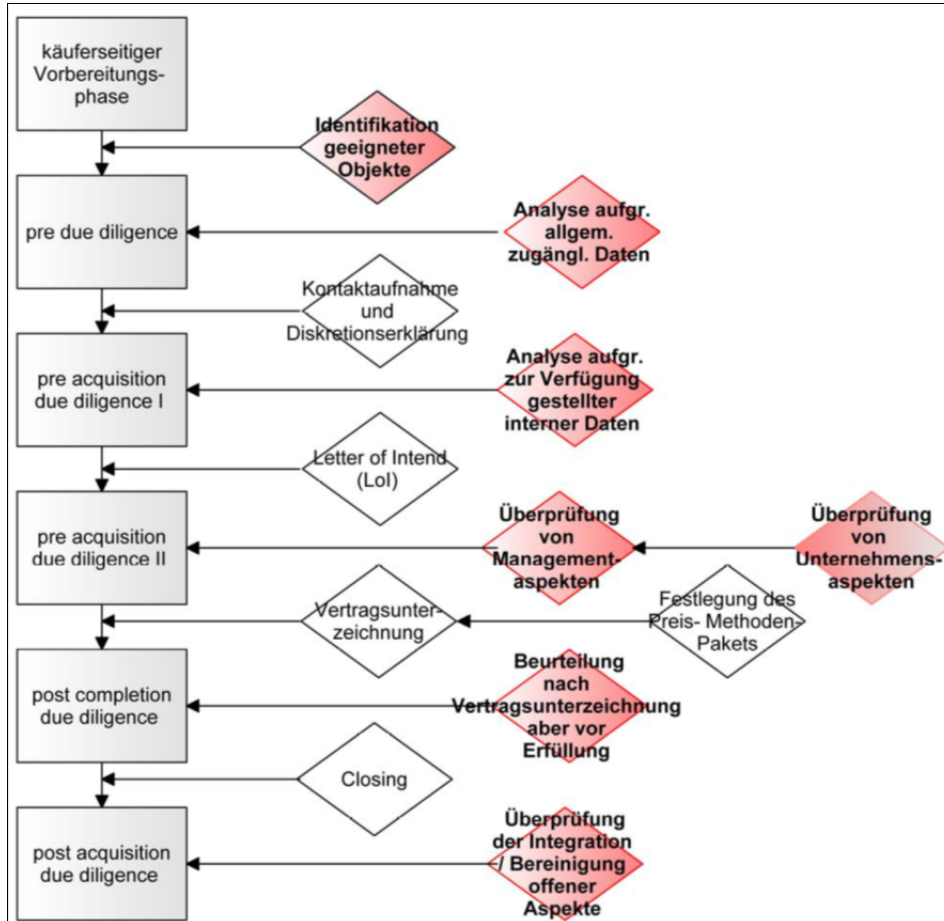 käuferseitiger
Vorbereitungs-
phase
Identifikation
geeigneter
Objekte
pre due diligence
Analyse aufgr.
allgem.
zugängl. Daten
Kontaktaufnahme
und
Diskretionserklärung
pre acquisition
due diligence I
Analyse aufgr.
zur Verfügung
gestellter
interner Daten
Letter of Intend
(LoI)
pre acquisition
due diligence II
Überprüfung
von
Management-
aspekten
Überprüfung
von
Unternehmens-
aspekten
Vertragsunter-
zeichnung
Festlegung des
Preis- Methoden-
Pakets
post completion
due diligence
Beurteilung
nach
Vertragsunterzeichnung
aber vor
Erfüllung
Closing
post acquisition
due diligence
Überprüfung
der Integration
/ Bereinigung
offener
Aspekte